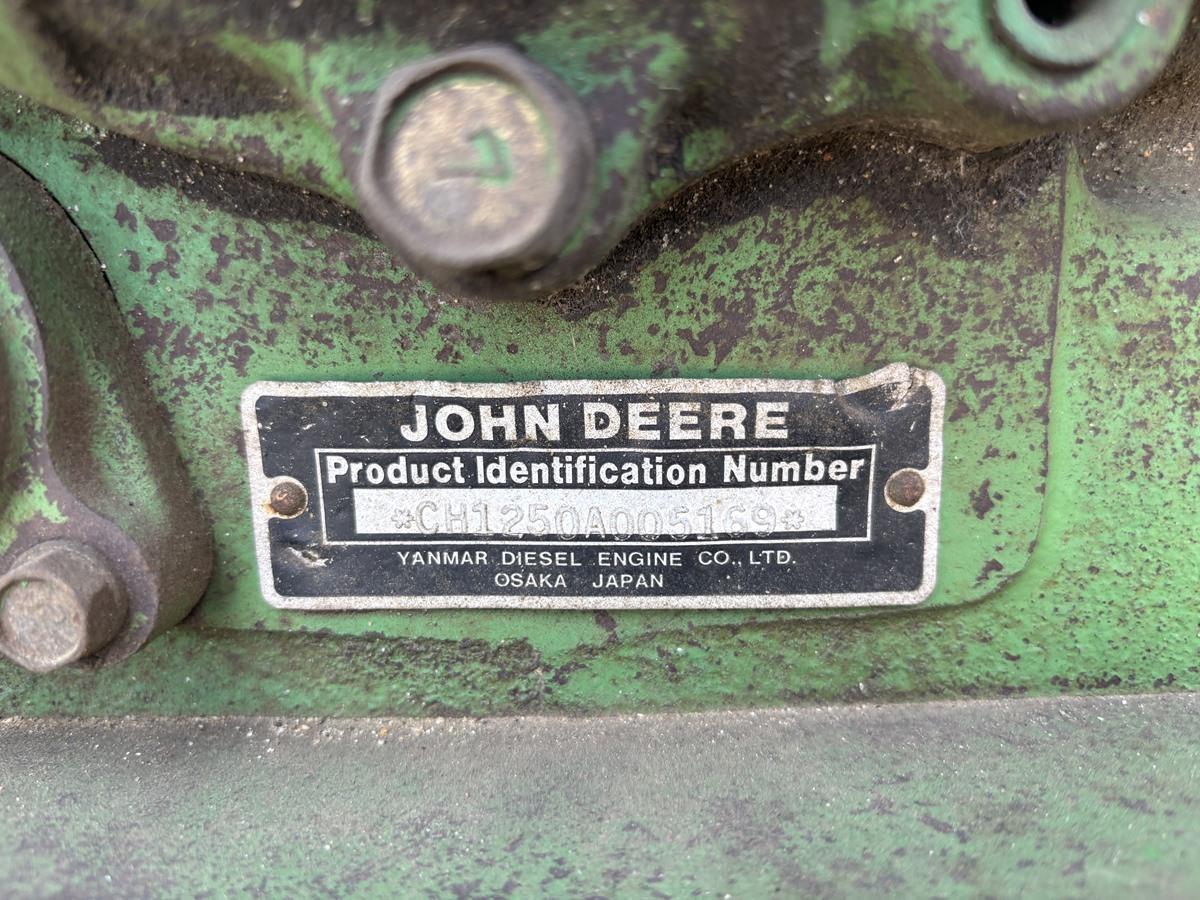 JOHN DEERE
Product Identification Number
*CH1250A005169*
YANMAR DIESEL ENGINE CO., LTD.
OSAKA JAPAN